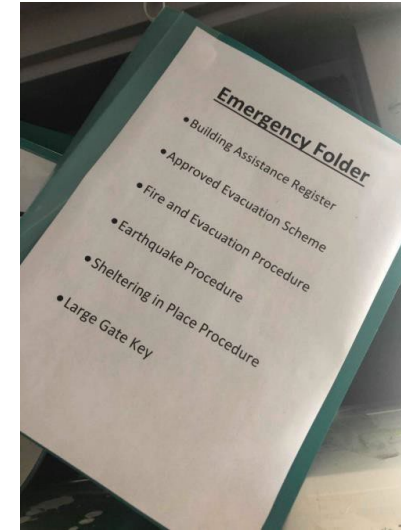 Emergency Folder
•Building Assistance Register
•Approved Evacuation Scheme
•Fire and Evacuation Procedure
•Earthquake Procedure
•Sheltering in Place Procedure
•Large Gate Key